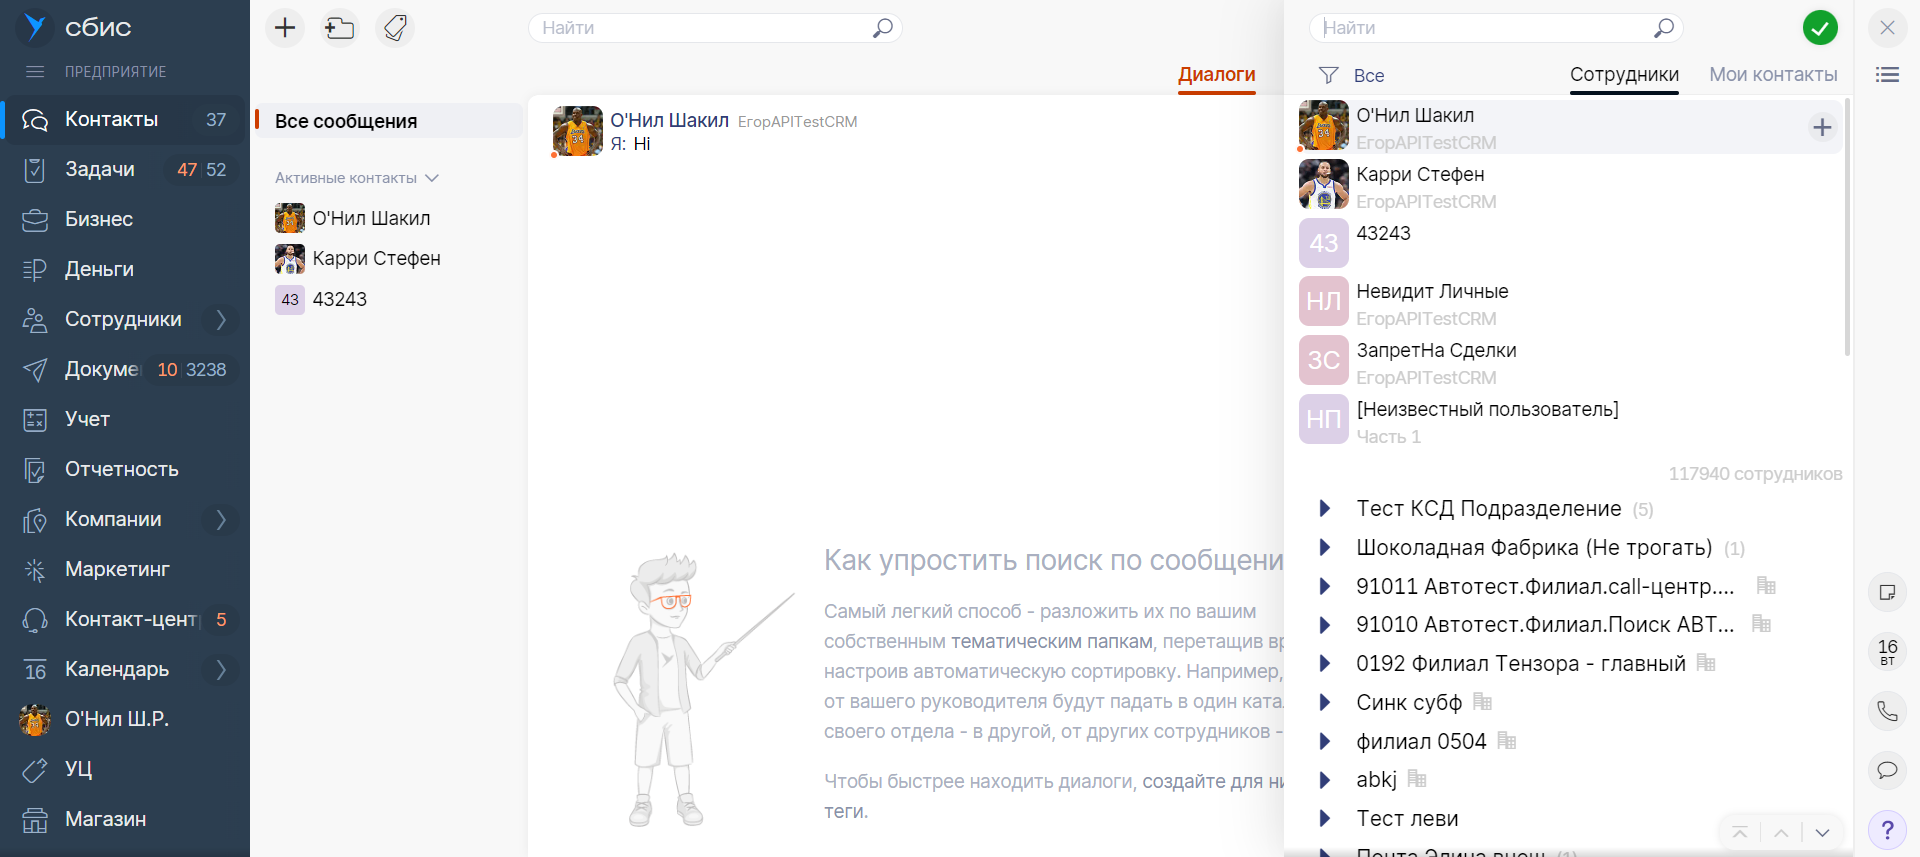 сбис
ПРЕДПРИЯТИЕ
Контакты 37
Задачи 47 52
Бизнес
Деньги
Сотрудники
Докуме 10 3238
Учет
Отчетность
Компании
Маркетинг
Контакт-цент 5
16 Календарь
О'Нил Ш.Р.
УЦ
Магазин
Все сообщения
Активные контакты
О'Нил Шакил
Карри Стефен
43 43243
Найти
Диалоги
О'Нил Шакил ЕгорAPITestCRM
Я: Hi
Как упростить поиск по сообщени
Самый легкий способ - разложить их по вашим
собственным тематическим папкам, перетащив вр
настроив автоматическую сортировку. Например,
от вашего руководителя будут падать в один ката
своего отдела - в другой, от других сотрудников -
Чтобы быстрее находить диалоги, создайте для ни
теги.
Найти
Все Сотрудники Мои контакты
О'Нил Шакил
ЕгорAPITestCRM
Карри Стефен
ЕгорAPITestCRM
43 43243
НЛ Невидит Личные
ЕгорAPITestCRM
ЗС ЗапретНа Сделки
ЕгорAPITestCRM
НП [Неизвестный пользователь]
Часть 1
117940 сотрудников
Тест КСД Подразделение (5)
Шоколадная Фабрика (Не трогать) (1)
91011 Автотест.Филиал.call-центр....
91010 Автотест.Филиал.Поиск АВТ...
0192 Филиал Тензора - главный
Синк субф
филиал 0504
abkj
Тест леви
Почта Элина внеш (1)
16
ВТ
?